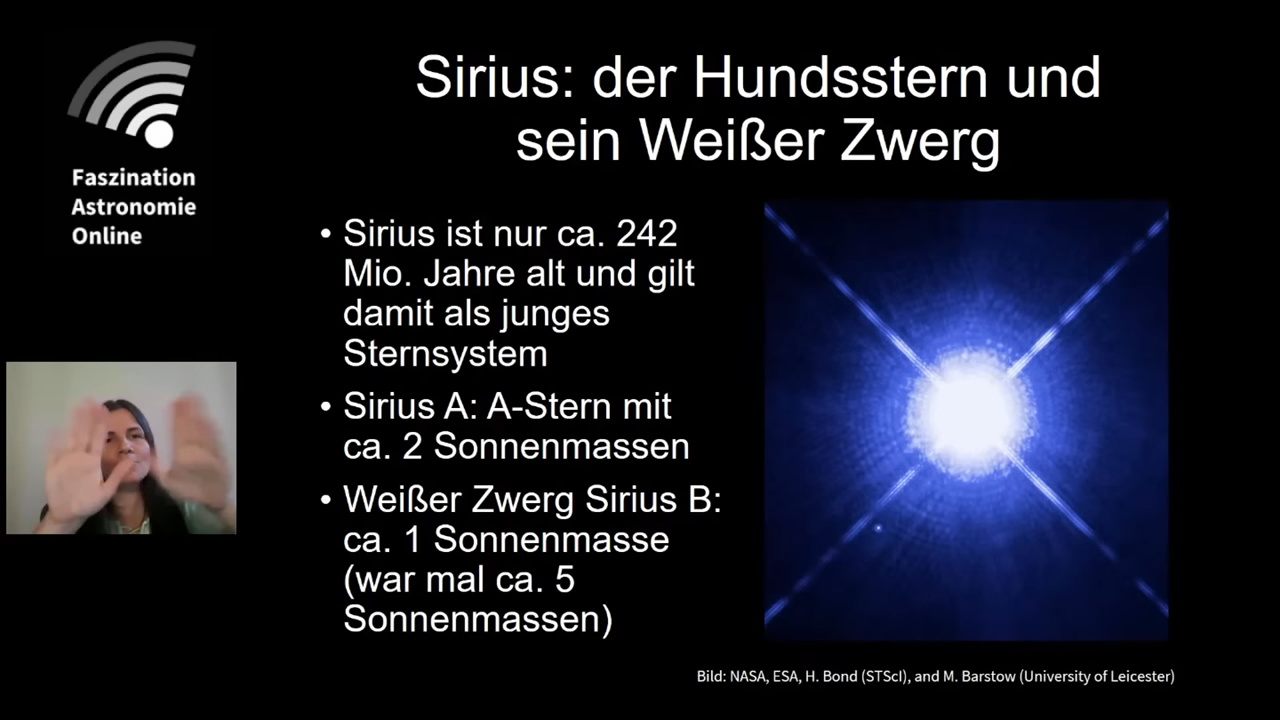 Faszination
Astronomie
Online
Sirius: der Hundsstern und
sein Weißer Zwerg
• Sirius ist nur ca. 242
Mio. Jahre alt und gilt
damit als junges
Sternsystem
• Sirius A: A-Stern mit
ca. 2 Sonnenmassen
• Weißer Zwerg Sirius B:
ca. 1 Sonnenmasse
(war mal ca. 5
Sonnenmassen)
Bild: NASA, ESA, H. Bond (STScI), and M. Barstow (University of Leicester)